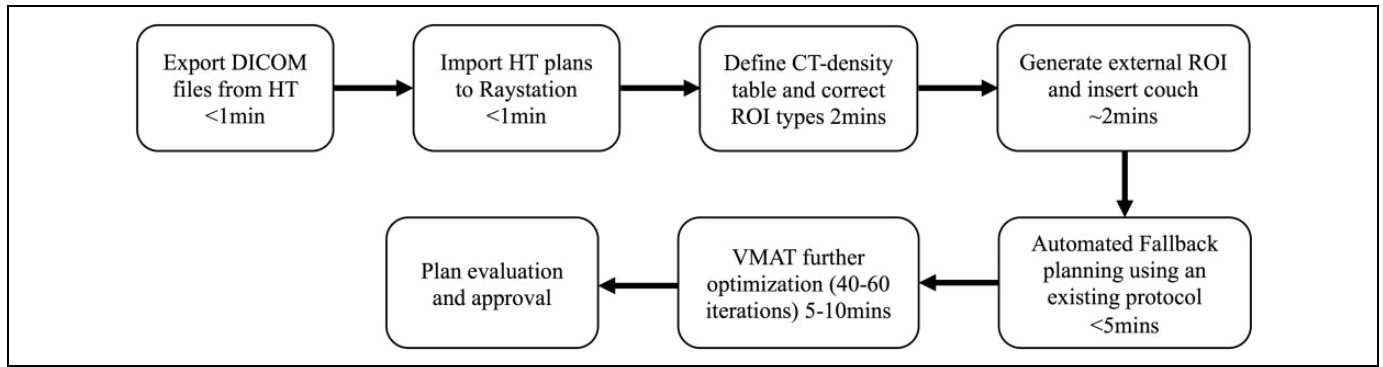 Export DICOM
files from HT
<1min
Import HT plans
to Raystation
<1min
Define CT-density
table and correct
ROI types 2mins
Generate external ROI
and insert couch
~2mins
Automated Fallback
planning using an
existing protocol
<5mins
VMAT further
optimization (40-60
iterations) 5-10mins
Plan evaluation
and approval